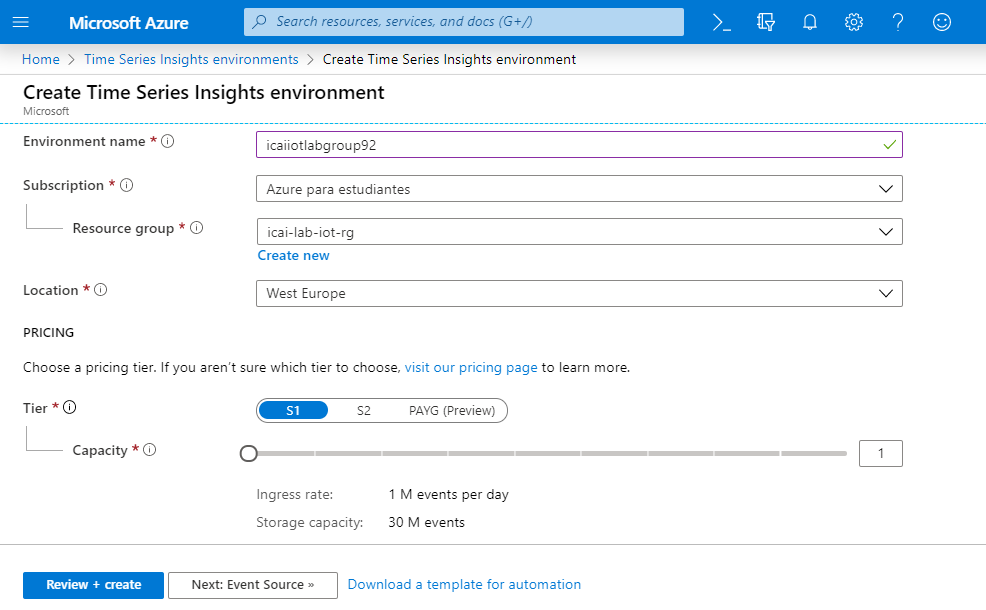 Microsoft Azure
Search resources, services, and docs (G+/)
Home > Time Series Insights environments > Create Time Series Insights environment
Create Time Series Insights environment
Microsoft
Environment name *
icaiiotlabgroup92
Subscription *
Azure para estudiantes
Resource group *
icai-lab-iot-rg
Create new
Location *
West Europe
PRICING
Choose a pricing tier. If you aren't sure which tier to choose, visit our pricing page to learn more.
Tier *
S1 S2 PAYG (Preview)
Capacity *
1
Ingress rate: 1 M events per day
Storage capacity: 30 M events
Review + create Next: Event Source » Download a template for automation